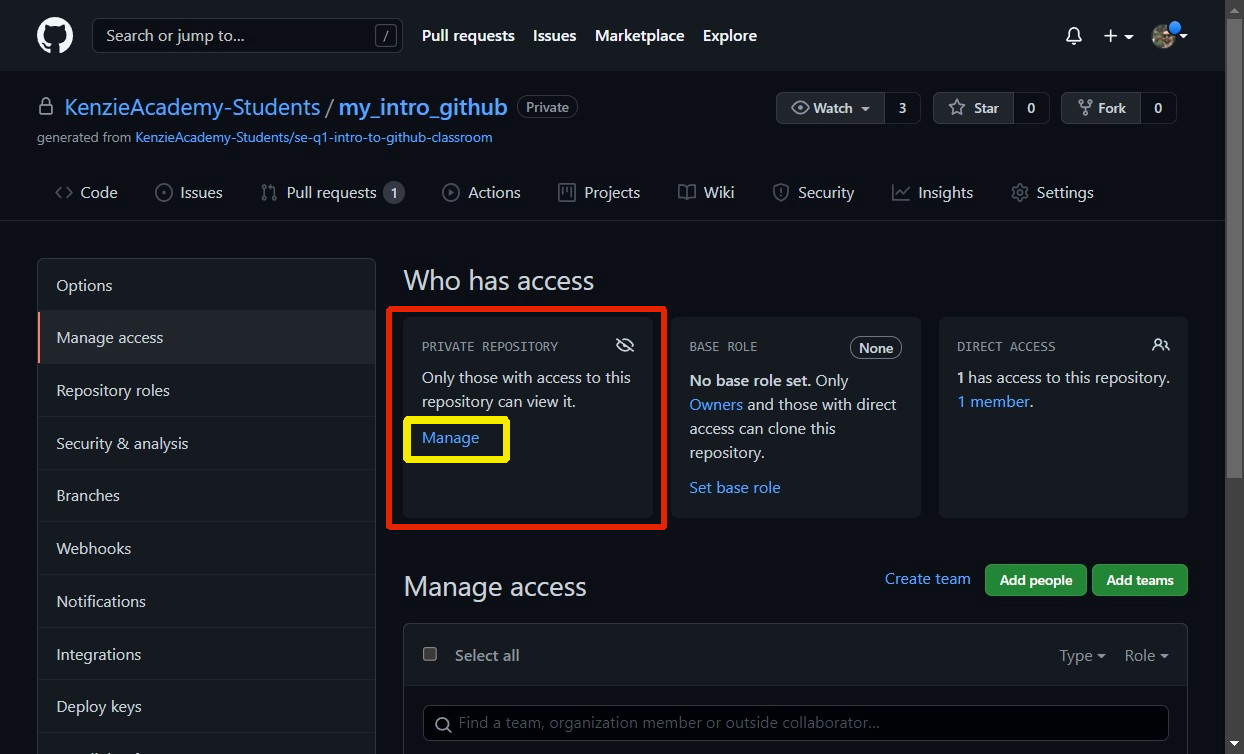 Search or jump to... /
Pull requests Issues Marketplace Explore
KenzieAcademy-Students / my_intro_github Private
Watch 3 Star 0 Fork 0
generated from KenzieAcademy-Students/se-q1-intro-to-github-classroom
Code Issues Pull requests 1 Actions Projects Wiki Security Insights Settings
Options
Manage access
Repository roles
Security & analysis
Branches
Webhooks
Notifications
Integrations
Deploy keys
Who has access
PRIVATE REPOSITORY
Only those with access to this
repository can view it.
Manage
BASE ROLE None
No base role set. Only
Owners and those with direct
access can clone this
repository.
Set base role
DIRECT ACCESS
1 has access to this repository.
1 member.
Manage access
Create team Add people Add teams
Select all Type Role
Find a team, organization member or outside collaborator...